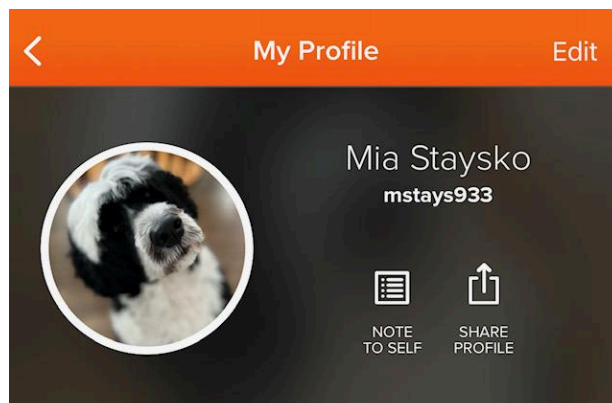 My Profile
Edit
Mia Staysko
mstays933
NOTE
TO SELF
SHARE
PROFILE